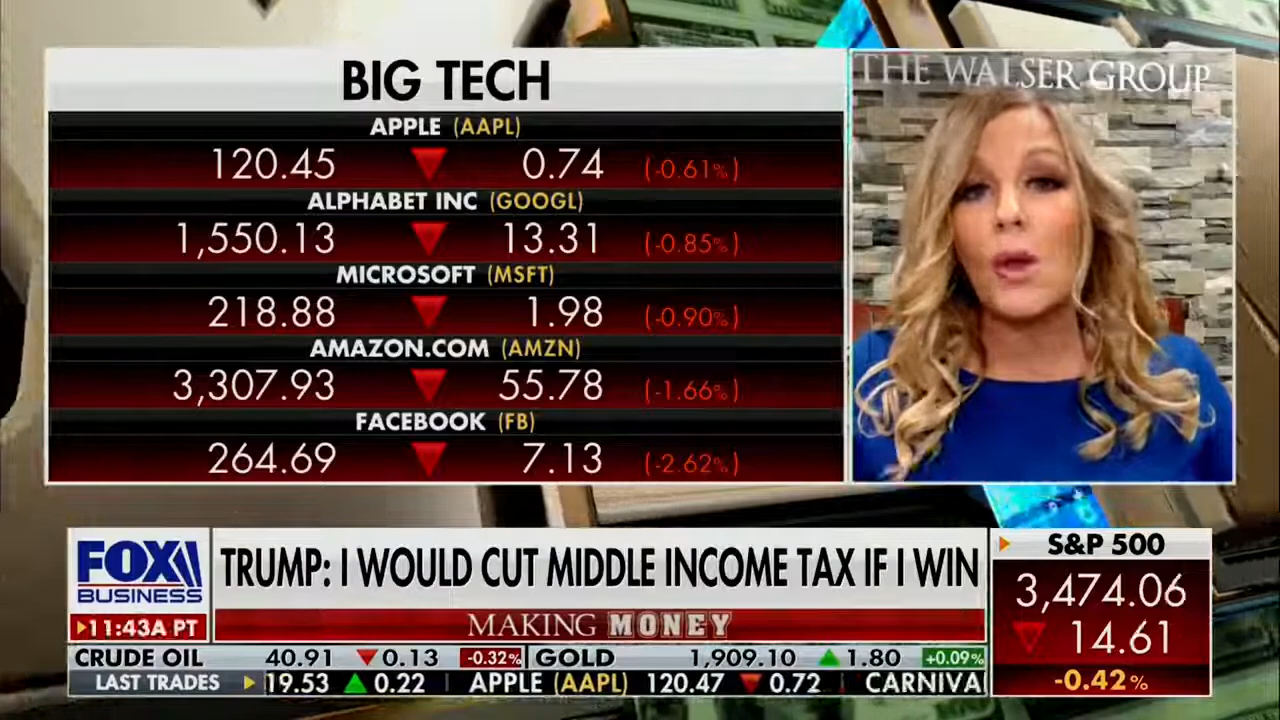 BIG TECH
APPLE (AAPL)
120.45 0.74 (-0.61%)
ALPHABET INC (GOOGL)
1,550.13 13.31 (-0.85%)
MICROSOFT (MSFT)
218.88 1.98 (-0.90%)
AMAZON.COM (AMZN)
3,307.93 55.78 (-1.66%)
FACEBOOK (FB)
264.69 7.13 (-2.62%)
THE WALSER GROUP
FOX
BUSINESS
11:43A PT
TRUMP: I WOULD CUT MIDDLE INCOME TAX IF I WIN
MAKING MONEY
S&P 500
3,474.06
14.61
-0.42%
CRUDE OIL 40.91 0.13 -0.32% GOLD 1,909.10 1.80 +0.09%
LAST TRADES 19.53 0.22 APPLE (AAPL) 120.47 0.72 CARNIVA